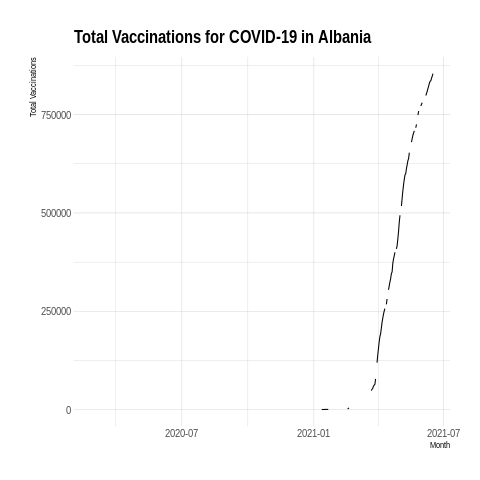 Total Vaccinations for COVID-19 in Albania
Total Vaccinations
750000
500000
250000
0
2020-07
2021-01
2021-07
Month